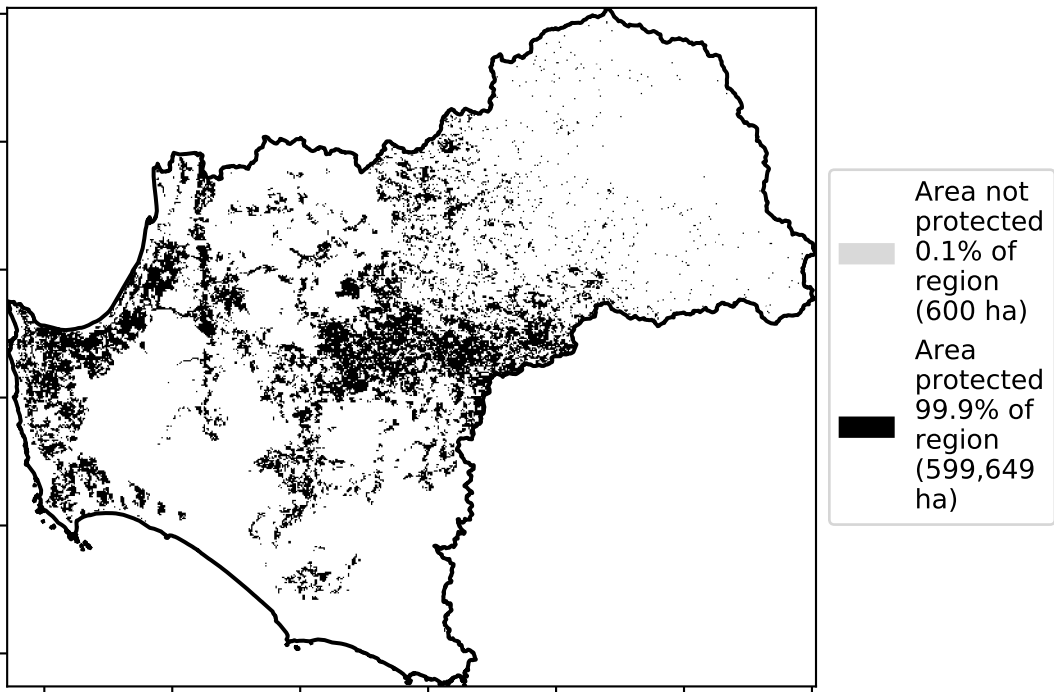 Area not
protected
0.1% of
region
(600 ha)
Area
protected
99.9% of
region
(599,649
ha)